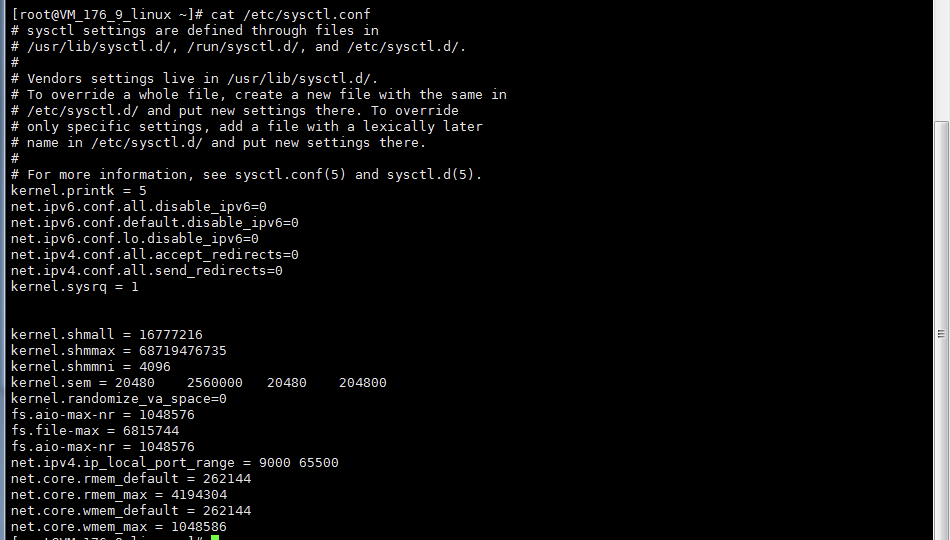 [root@VM_176_9_linux ~]# cat /etc/sysctl.conf
# sysctl settings are defined through files in
# /usr/lib/sysctl.d/, /run/sysctl.d/, and /etc/sysctl.d/.
#
# Vendors settings live in /usr/lib/sysctl.d/.
# To override a whole file, create a new file with the same in
# /etc/sysctl.d/ and put new settings there. To override
# only specific settings, add a file with a lexically later
# name in /etc/sysctl.d/ and put new settings there.
#
# For more information, see sysctl.conf(5) and sysctl.d(5).
kernel.printk = 5
net.ipv6.conf.all.disable_ipv6=0
net.ipv6.conf.default.disable_ipv6=0
net.ipv6.conf.lo.disable_ipv6=0
net.ipv4.conf.all.accept_redirects=0
net.ipv4.conf.all.send_redirects=0
kernel.sysrq = 1
kernel.shmall = 16777216
kernel.shmmax = 68719476735
kernel.shmmni = 4096
kernel.sem = 20480    2560000   20480    204800
kernel.randomize_va_space=0
fs.aio-max-nr = 1048576
fs.file-max = 6815744
fs.aio-max-nr = 1048576
net.ipv4.ip_local_port_range = 9000 65500
net.core.rmem_default = 262144
net.core.rmem_max = 4194304
net.core.wmem_default = 262144
net.core.wmem_max = 1048586
[root@VM_176_9_linux ~]#